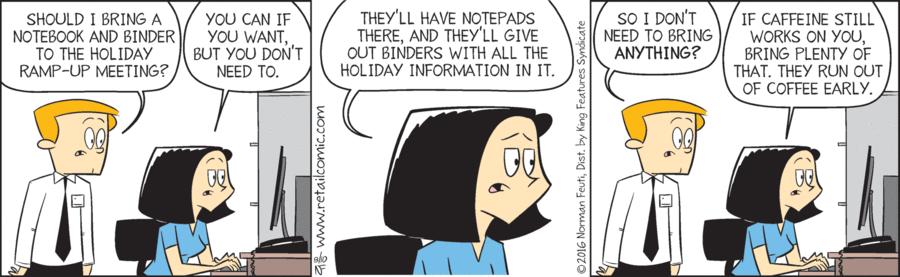 SHOULD I BRING A
NOTEBOOK AND BINDER
TO THE HOLIDAY
RAMP-UP MEETING?
YOU CAN IF
YOU WANT,
BUT YOU DON'T
NEED TO.
www.retailcomic.com
9/10
THEY'LL HAVE NOTEPADS
THERE, AND THEY'LL GIVE
OUT BINDERS WITH ALL THE
HOLIDAY INFORMATION IN IT.
©2016 Norman Feuti, Dist. by King Features Syndicate
SO I DON'T
NEED TO BRING
ANYTHING?
IF CAFFEINE STILL
WORKS ON YOU,
BRING PLENTY OF
THAT. THEY RUN OUT
OF COFFEE EARLY.